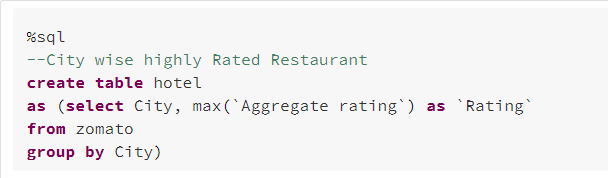 %sql
--City wise highly Rated Restaurant
create table hotel
as (select City, max(`Aggregate rating`) as `Rating`
from zomato
group by City)